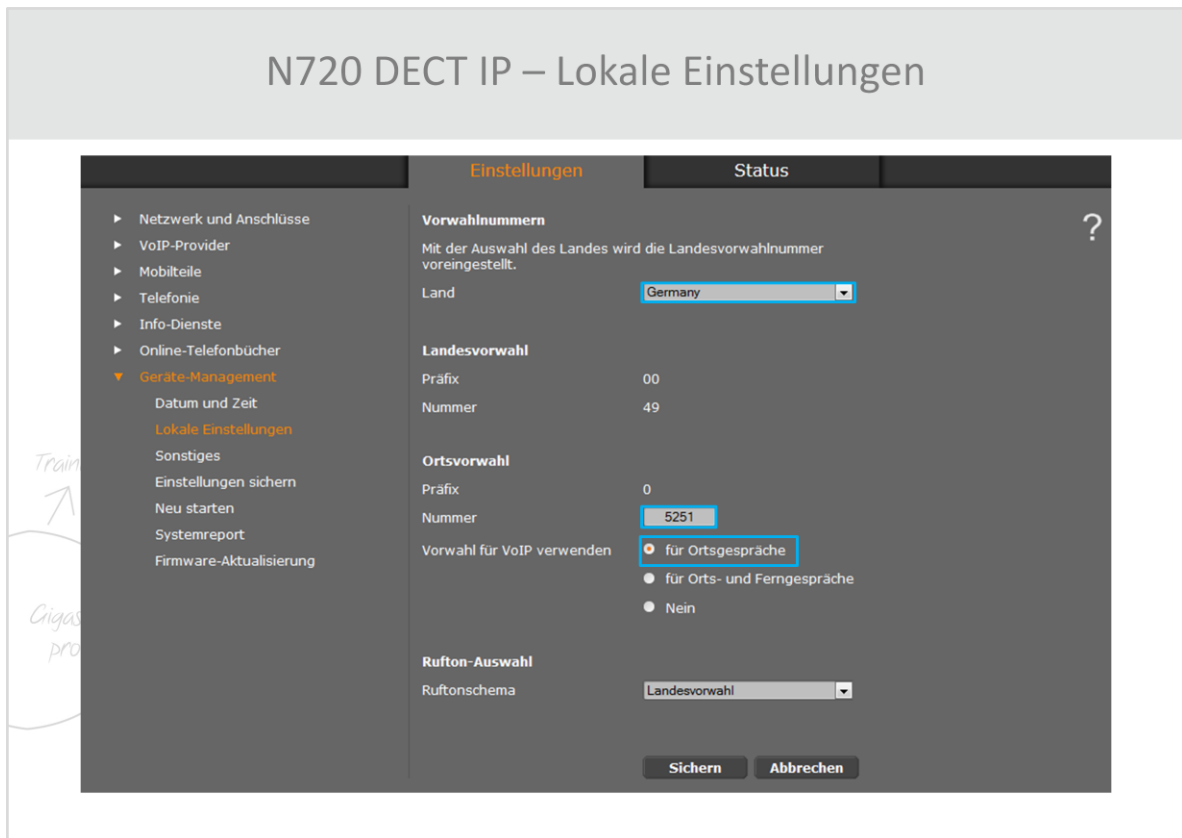 N720 DECT IP – Lokale Einstellungen
Einstellungen
Status
Netzwerk und Anschlüsse
VoIP-Provider
Mobilteile
Telefonie
Info-Dienste
Online-Telefonbücher
Geräte-Management
Datum und Zeit
Lokale Einstellungen
Sonstiges
Einstellungen sichern
Neu starten
Systemreport
Firmware-Aktualisierung
Vorwahlnummern
?
Mit der Auswahl des Landes wird die Landesvorwahlnummer
voreingestellt.
Land Germany
Landesvorwahl
Präfix 00
Nummer 49
Ortsvorwahl
Präfix 0
Nummer 5251
Vorwahl für VoIP verwenden für Ortsgespräche
für Orts- und Ferngespräche
Nein
Rufton-Auswahl
Ruftonschema Landesvorwahl
Sichern Abbrechen
Train
Gigas
pro